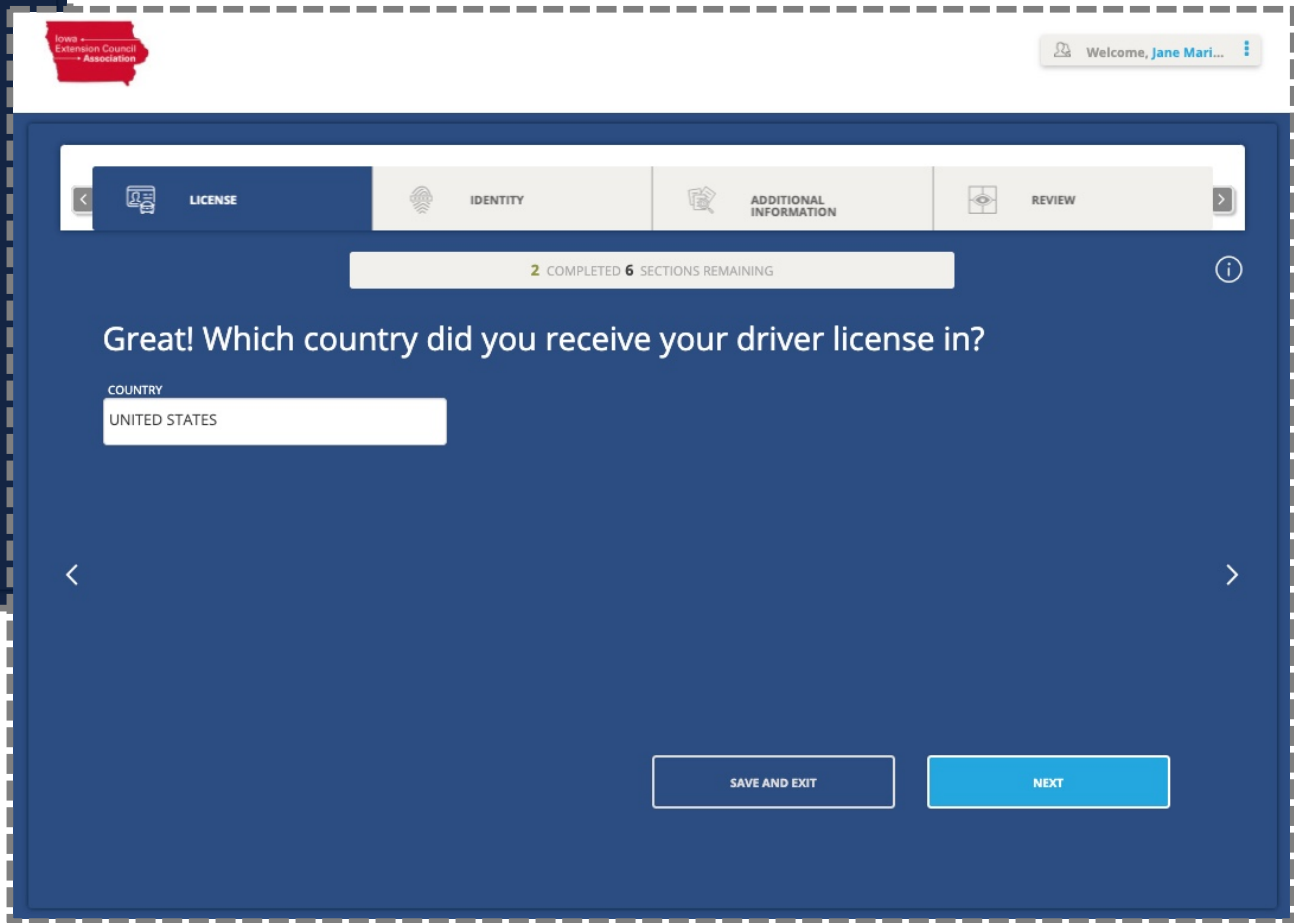 Iowa
Extension Council
Association
Welcome, Jane Mari...
LICENSE
IDENTITY
ADDITIONAL
INFORMATION
REVIEW
2 COMPLETED 6 SECTIONS REMAINING
Great! Which country did you receive your driver license in?
COUNTRY
UNITED STATES
SAVE AND EXIT
NEXT